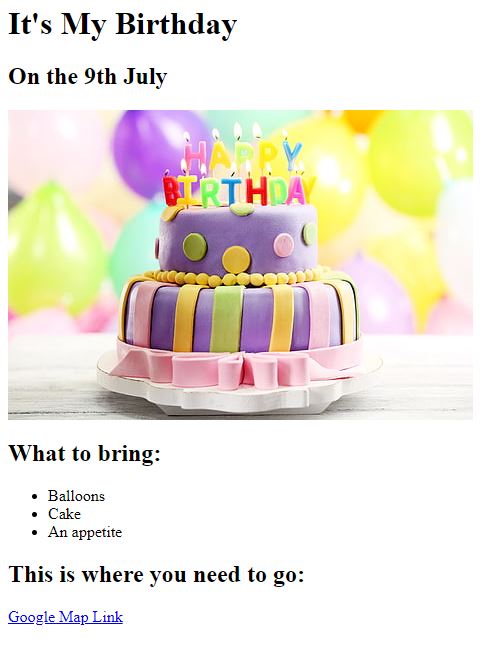 It's My Birthday
On the 9th July
HAPPY
BIRTHDAY
What to bring:
Balloons
Cake
An appetite
This is where you need to go:
Google Map Link